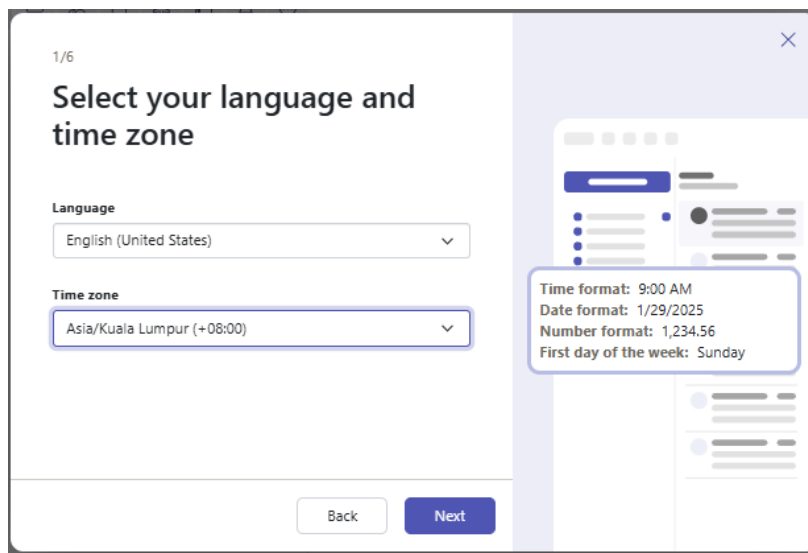 1/6
Select your language and
time zone
Language
English (United States)
Time zone
Asia/Kuala Lumpur (+08:00)
Back
Next
Time format: 9:00 AM
Date format: 1/29/2025
Number format: 1,234.56
First day of the week: Sunday